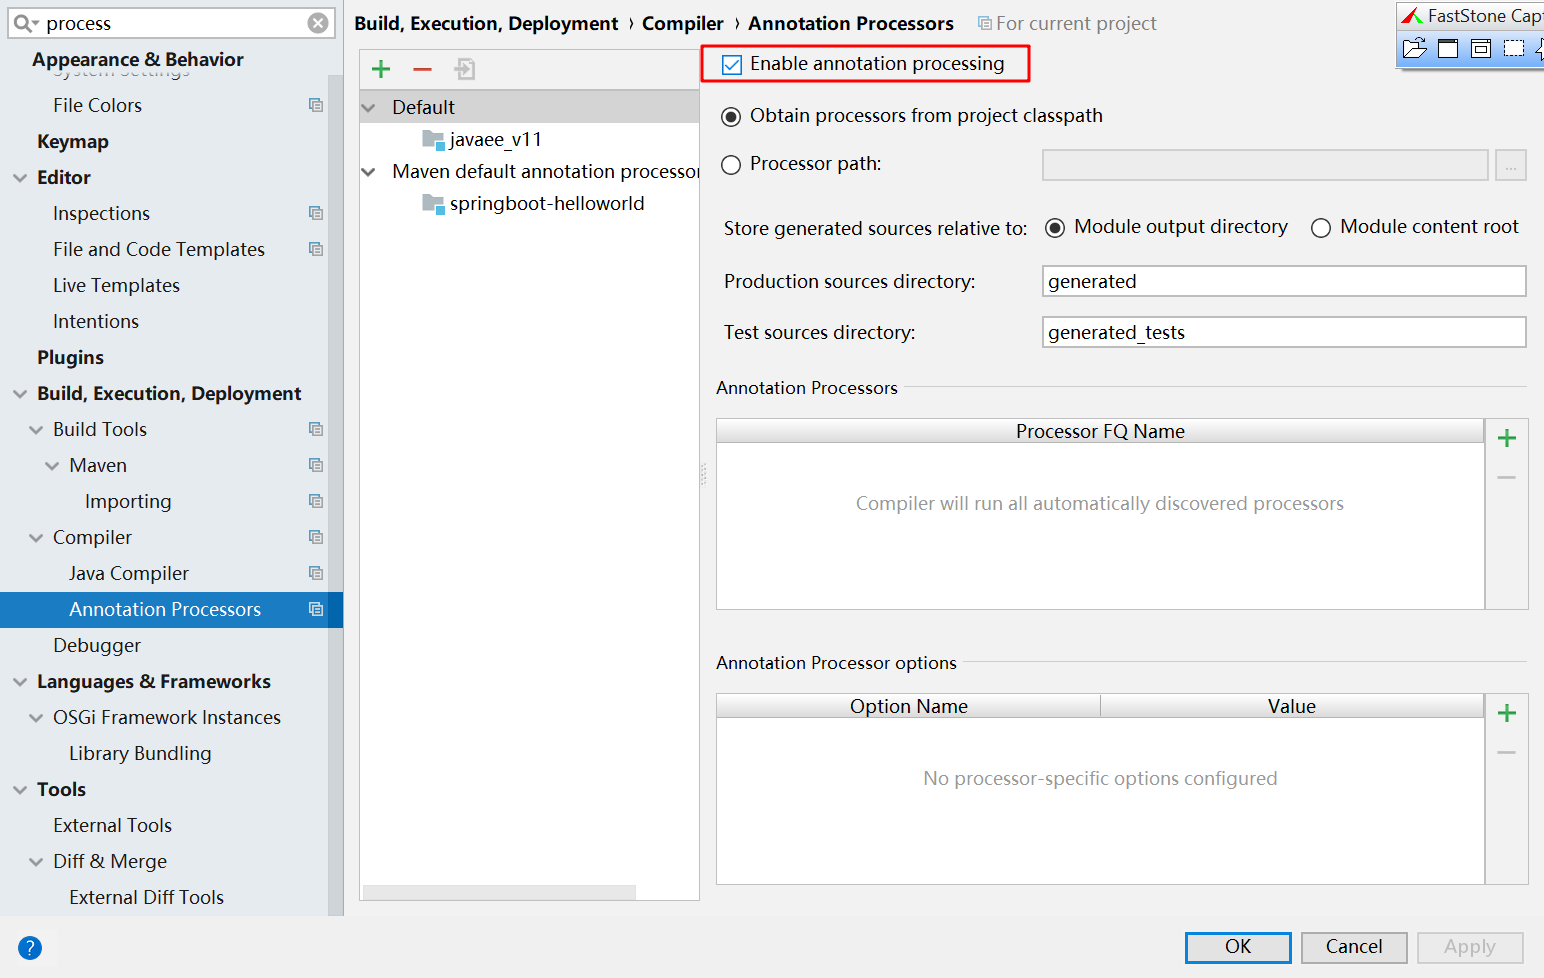 process
Appearance & Behavior
System Settings
File Colors
Keymap
Editor
Inspections
File and Code Templates
Live Templates
Intentions
Plugins
Build, Execution, Deployment
Build Tools
Maven
Importing
Compiler
Java Compiler
Annotation Processors
Debugger
Languages & Frameworks
OSGi Framework Instances
Library Bundling
Tools
External Tools
Diff & Merge
External Diff Tools
Build, Execution, Deployment › Compiler › Annotation Processors For current project
Default
javaee_v11
Maven default annotation processor
springboot-helloworld
Enable annotation processing
Obtain processors from project classpath
Processor path:
...
Store generated sources relative to: Module output directory Module content root
Production sources directory: generated
Test sources directory: generated_tests
Annotation Processors
Processor FQ Name
Compiler will run all automatically discovered processors
Annotation Processor options
Option Name Value
No processor-specific options configured
FastStone Cap
?
OK Cancel Apply